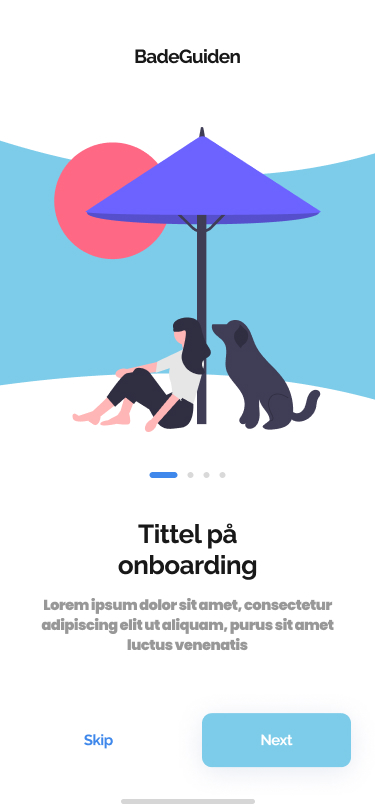 BadeGuiden
Tittel på
onboarding
Lorem ipsum dolor sit amet, consectetur
adipiscing elit ut aliquam, purus sit amet
luctus venenatis
Skip
Next